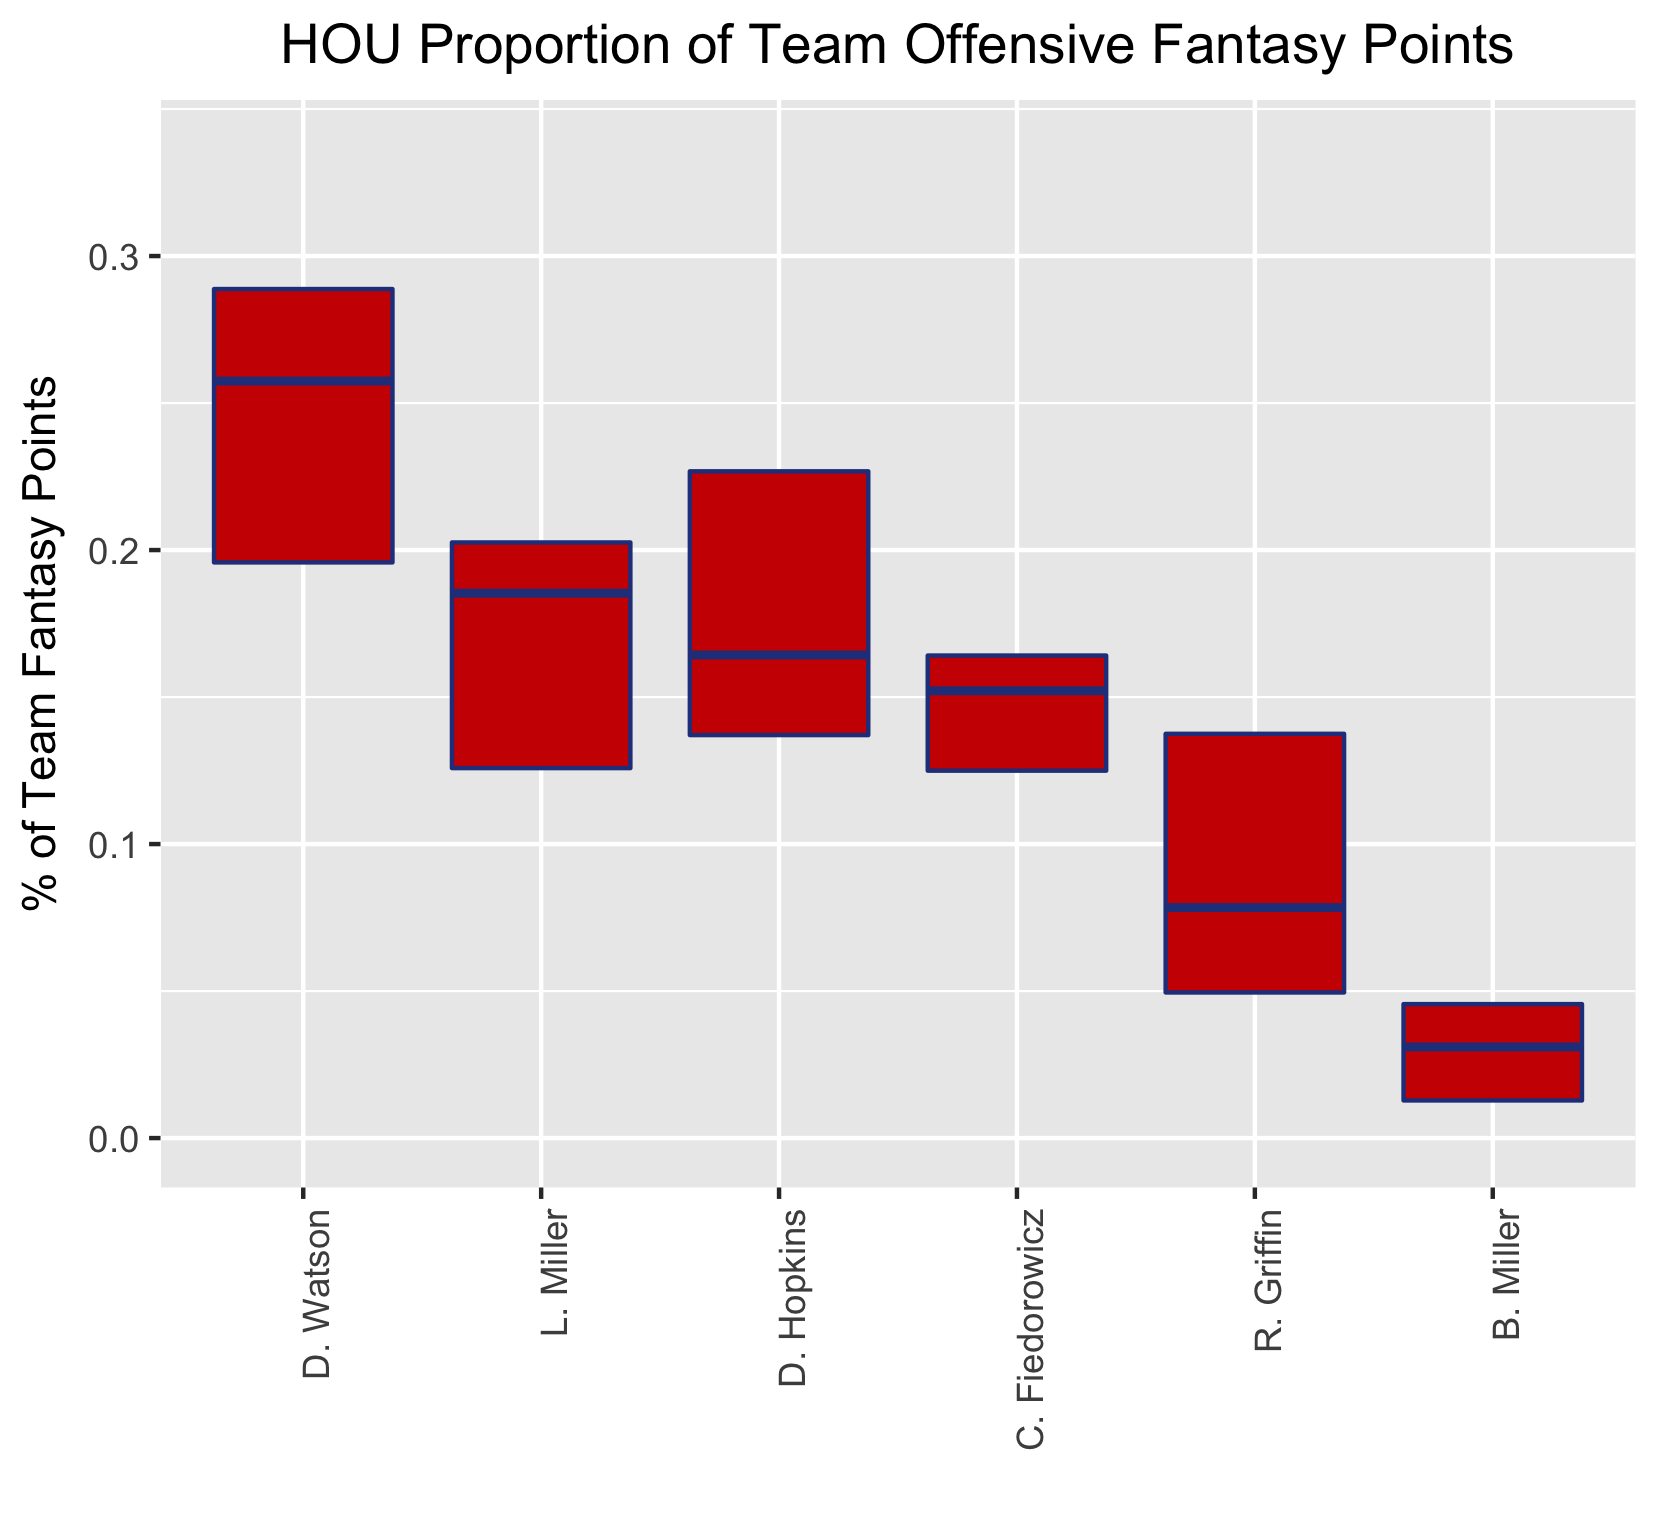 HOU Proportion of Team Offensive Fantasy Points
% of Team Fantasy Points
0.3
0.2
0.1
0.0
D. Watson
L. Miller
D. Hopkins
C. Fiedorowicz
R. Griffin
B. Miller